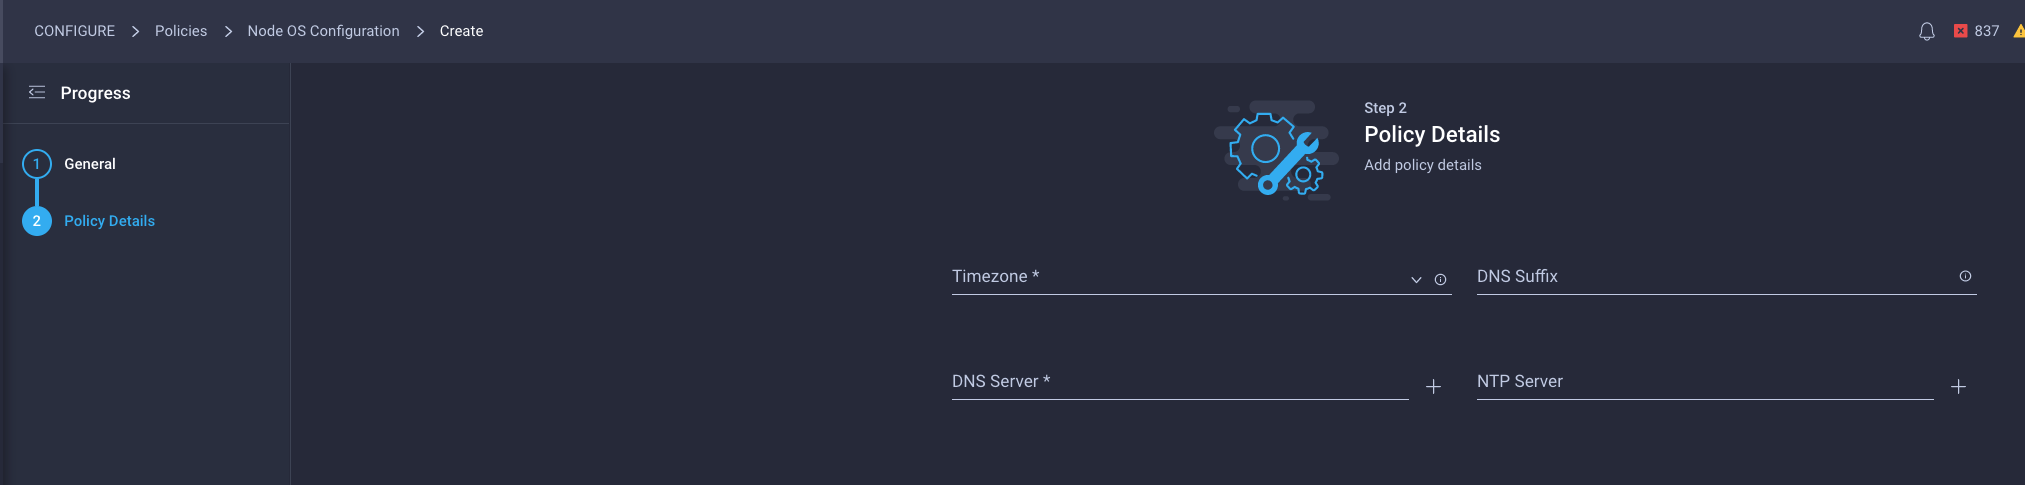 CONFIGURE > Policies > Node OS Configuration > Create
837
Progress
1 General
2 Policy Details
Step 2
Policy Details
Add policy details
Timezone *
DNS Suffix
DNS Server *
NTP Server